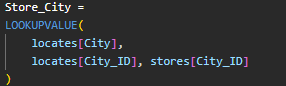 Store_City =
LOOKUPVALUE(
    locates[City],
    locates[City_ID], stores[City_ID]
)